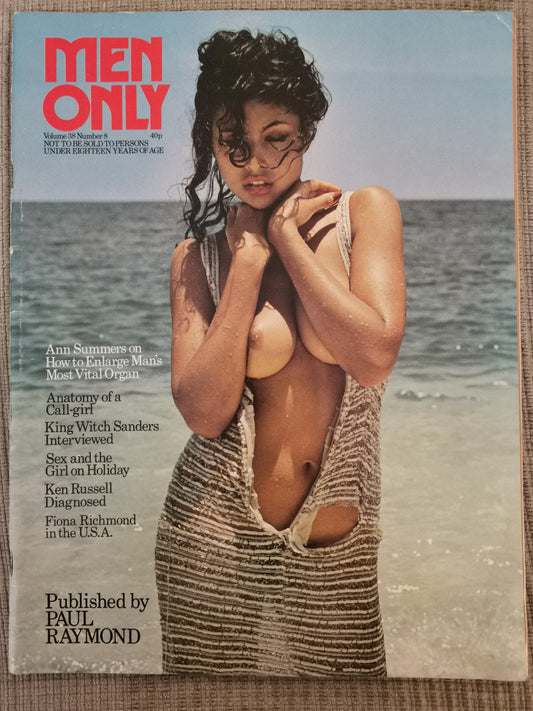 MEN
ONLY
Volume 38 Number 8 40p
NOT TO BE SOLD TO PERSONS
UNDER EIGHTEEN YEARS OF AGE
Ann Summers on
How to Enlarge Man's
Most Vital Organ
Anatomy of a
Call-girl
King Witch Sanders
Interviewed
Sex and the
Girl on Holiday
Ken Russell
Diagnosed
Fiona Richmond
in the U.S.A.
Published by
PAUL
RAYMOND